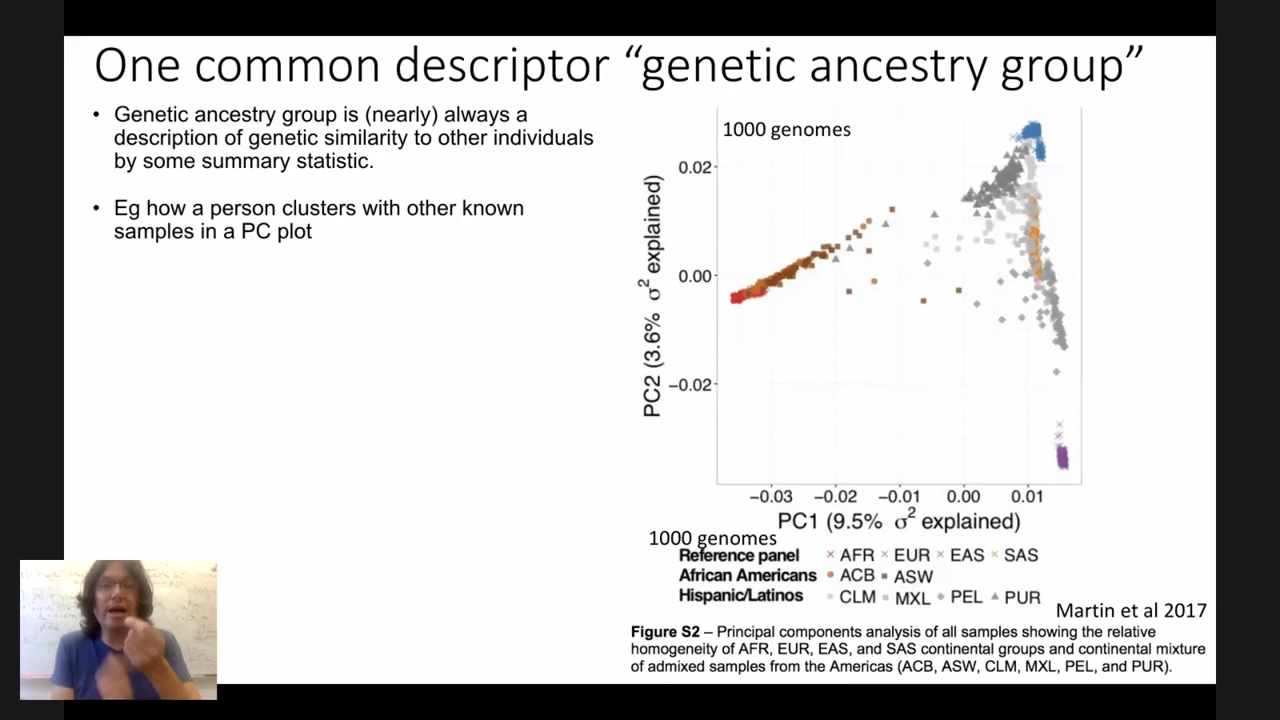 One common descriptor “genetic ancestry group”
• Genetic ancestry group is (nearly) always a
description of genetic similarity to other individuals
by some summary statistic.
• Eg how a person clusters with other known
samples in a PC plot
1000 genomes
PC2 (3.6% σ² explained)
0.02
0.00
−0.02
−0.03 −0.02 −0.01 0.00 0.01
PC1 (9.5% σ² explained)
1000 genomes
Reference panel × AFR × EUR × EAS × SAS
African Americans ● ACB ■ ASW
Hispanic/Latinos ● CLM ■ MXL ◆ PEL ▲ PUR
Martin et al 2017
Figure S2 – Principal components analysis of all samples showing the relative
homogeneity of AFR, EUR, EAS, and SAS continental groups and continental mixture
of admixed samples from the Americas (ACB, ASW, CLM, MXL, PEL, and PUR).